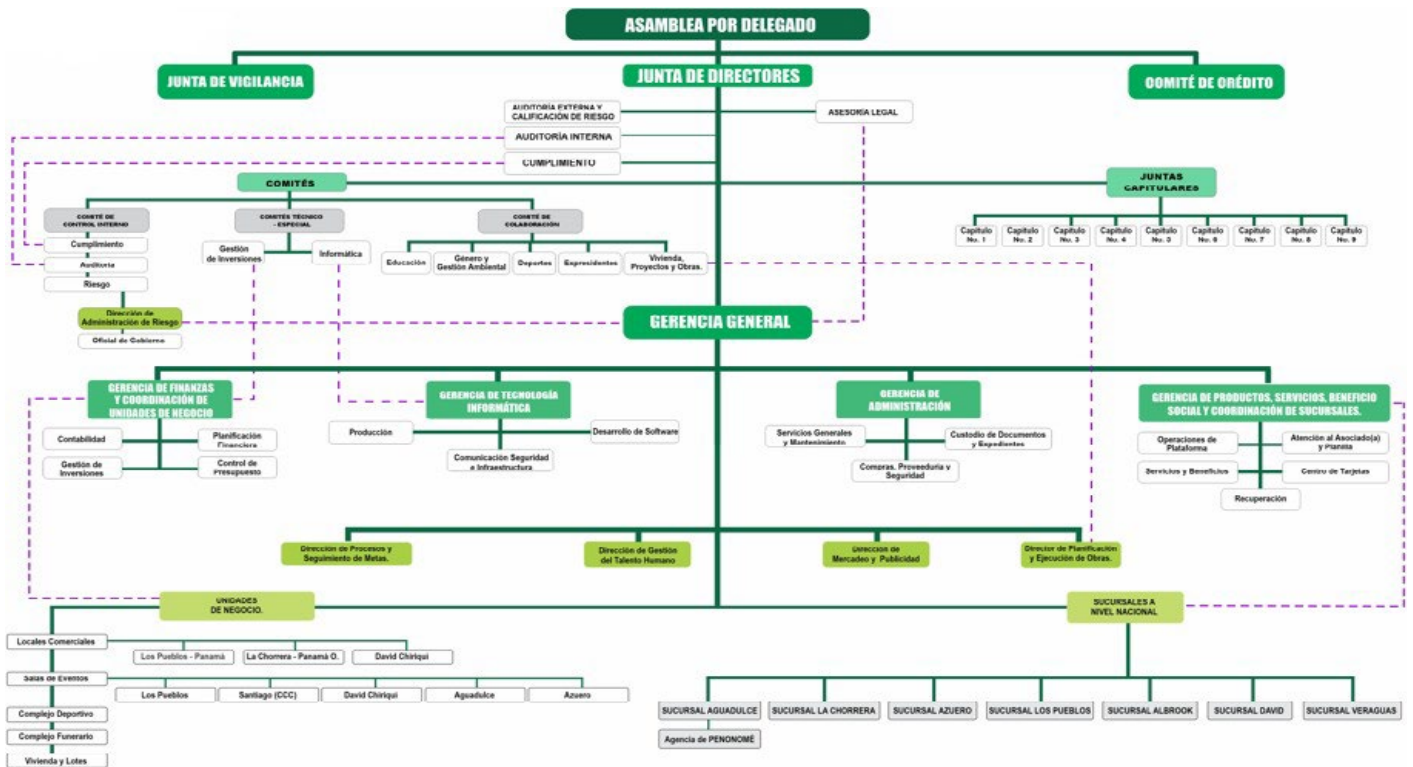 ASAMBLEA POR DELEGADO
JUNTA DE VIGILANCIA
JUNTA DE DIRECTORES
COMITÉ DE CRÉDITO
AUDITORÍA EXTERNA Y
CALIFICACIÓN DE RIESGO
ASESORÍA LEGAL
AUDITORÍA INTERNA
CUMPLIMIENTO
COMITÉS
JUNTAS
CAPITULARES
COMITÉ DE
CONTROL INTERNO
COMITÉS TÉCNICO
- ESPECIAL
COMITÉ DE
COLABORACIÓN
Cumplimiento
Auditoría
Riesgo
Gestión
de Inversiones
Informática
Educación
Género y
Gestión Ambiental
Deportes
Expresidentes
Vivienda,
Proyectos y Obras.
Capítulo
No. 1
Capítulo
No. 2
Capítulo
No. 3
Capítulo
No. 4
Capítulo
No. 5
Capítulo
No. 6
Capítulo
No. 7
Capítulo
No. 8
Capítulo
No. 9
Dirección de
Administración de Riesgo
Oficial de Gobierno
GERENCIA GENERAL
GERENCIA DE FINANZAS
Y COORDINACIÓN DE
UNIDADES DE NEGOCIO
Contabilidad
Planificación
Financiera
Gestión de
Inversiones
Control de
Presupuesto
GERENCIA DE TECNOLOGÍA
INFORMÁTICA
Producción
Desarrollo de Software
Comunicación Seguridad
e Infraestructura
GERENCIA DE
ADMINISTRACIÓN
Servicios Generales
y Mantenimiento
Custodio de Documentos
y Expedientes
Compras, Proveeduría y
Seguridad
GERENCIA DE PRODUCTOS, SERVICIOS, BENEFICIO
SOCIAL Y COORDINACIÓN DE SUCURSALES.
Operaciones de
Plataforma
Atención al Asociado(a)
y Planilla
Servicios y Beneficios
Centro de Tarjetas
Recuperación
Dirección de Procesos y
Seguimiento de Metas.
Dirección de Gestión
del Talento Humano
Dirección de
Mercadeo y Publicidad
Director de Planificación
y Ejecución de Obras.
UNIDADES
DE NEGOCIO.
SUCURSALES A
NIVEL NACIONAL
Locales Comerciales
Los Pueblos - Panamá
La Chorrera - Panamá O.
David Chiriqui
Salas de Eventos
Los Pueblos
Santiago (CCC)
David Chiriqui
Aguadulce
Azuero
Complejo Deportivo
Complejo Funerario
Vivienda y Lotes
SUCURSAL AGUADULCE
SUCURSAL LA CHORRERA
SUCURSAL AZUERO
SUCURSAL LOS PUEBLOS
SUCURSAL ALBROOK
SUCURSAL DAVID
SUCURSAL VERAGUAS
Agencia de PENONOMÉ